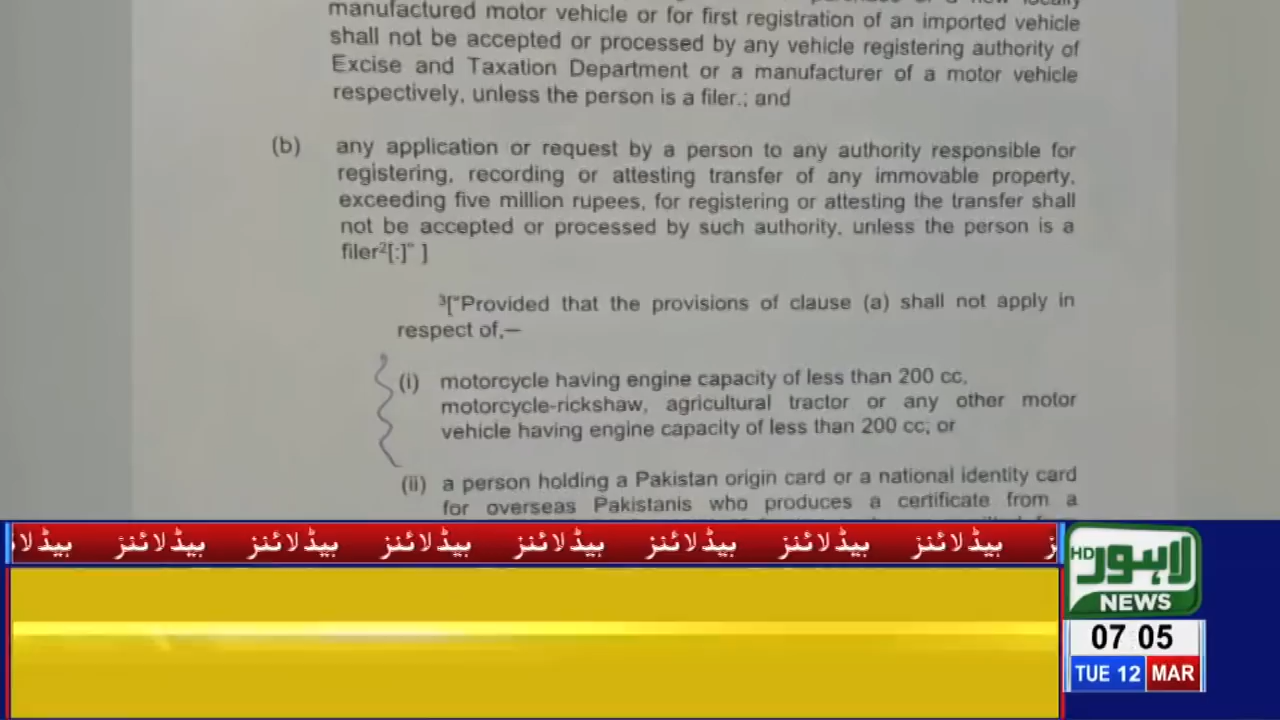 manufactured motor vehicle or for first registration of an imported vehicle
shall not be accepted or processed by any vehicle registering authority of
Excise and Taxation Department or a manufacturer of a motor vehicle
respectively, unless the person is a filer.; and
(b) any application or request by a person to any authority responsible for
registering, recording or attesting transfer of any immovable property,
exceeding five million rupees, for registering or attesting the transfer shall
not be accepted or processed by such authority, unless the person is a
filer²[:]" ]
³["Provided that the provisions of clause (a) shall not apply in
respect of,—
(i) motorcycle having engine capacity of less than 200 cc,
motorcycle-rickshaw, agricultural tractor or any other motor
vehicle having engine capacity of less than 200 cc; or
(ii) a person holding a Pakistan origin card or a national identity card
for overseas Pakistanis who produces a certificate from a
ہیڈلائنز ہیڈلائنز ہیڈلائنز ہیڈلائنز ہیڈلائنز ہیڈلائنز ہیڈلائنز
HD لاہور
NEWS
07 05
TUE 12 MAR